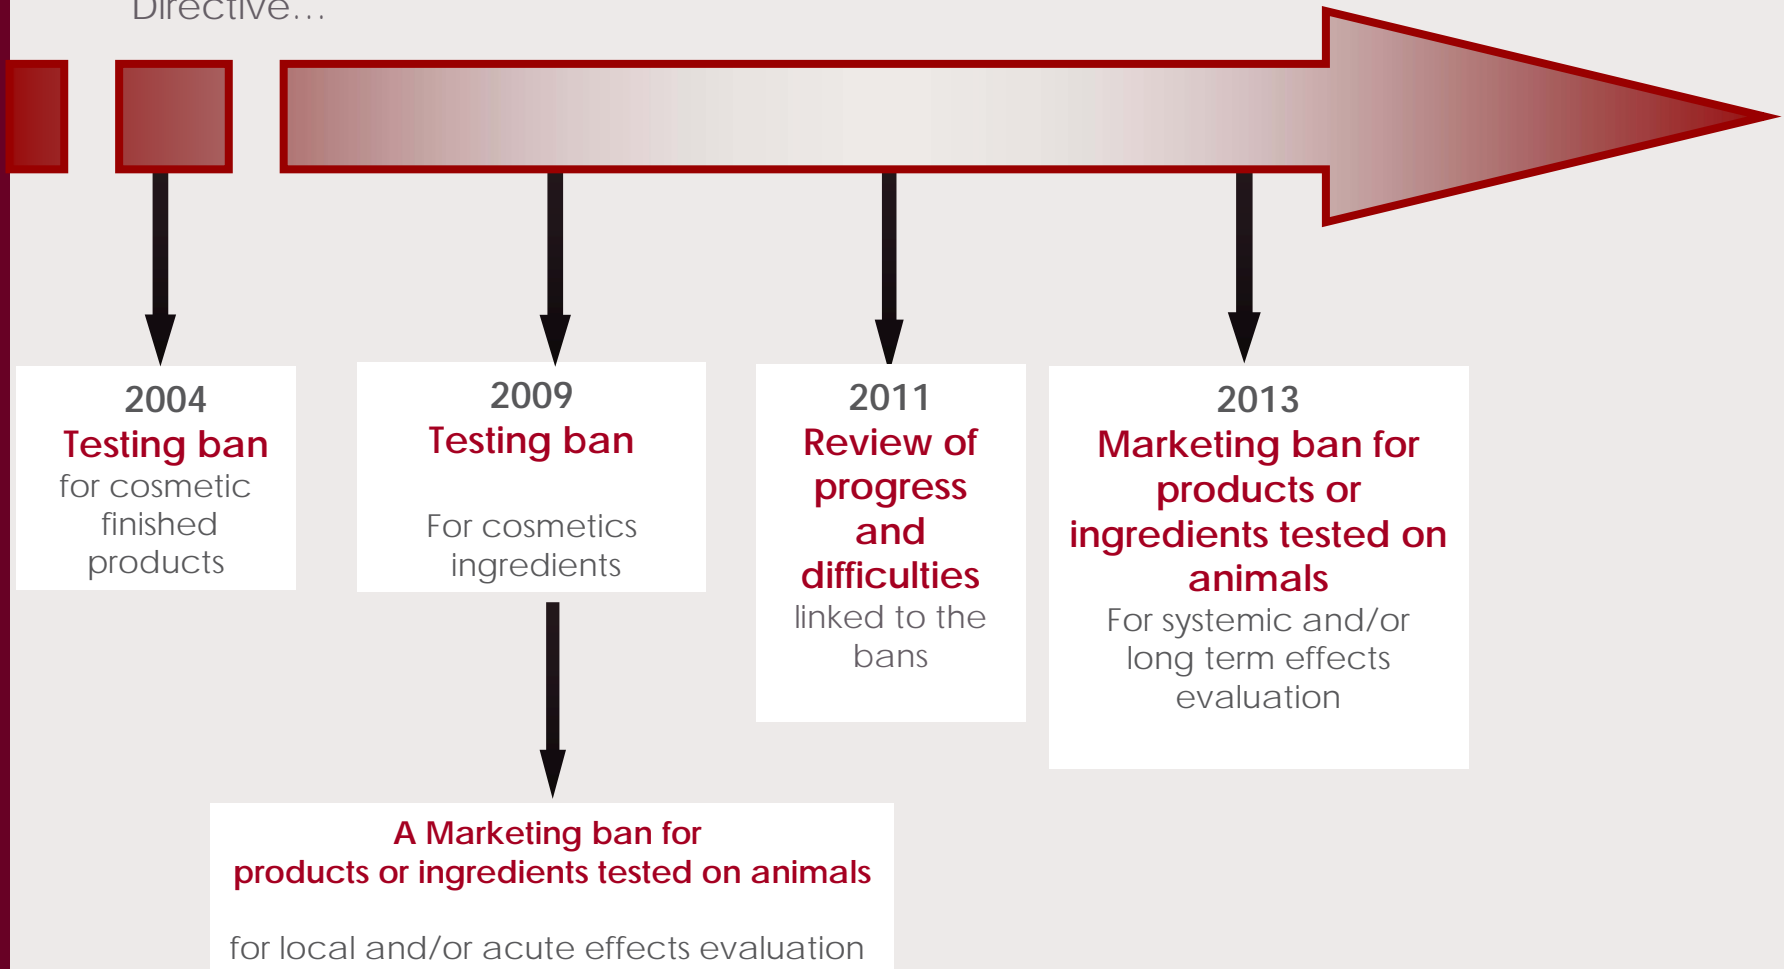 Directive…
2004
Testing ban
for cosmetic
finished
products
2009
Testing ban
For cosmetics
ingredients
2011
Review of
progress
and
difficulties
linked to the
bans
2013
Marketing ban for
products or
ingredients tested on
animals
For systemic and/or
long term effects
evaluation
A Marketing ban for
products or ingredients tested on animals
for local and/or acute effects evaluation